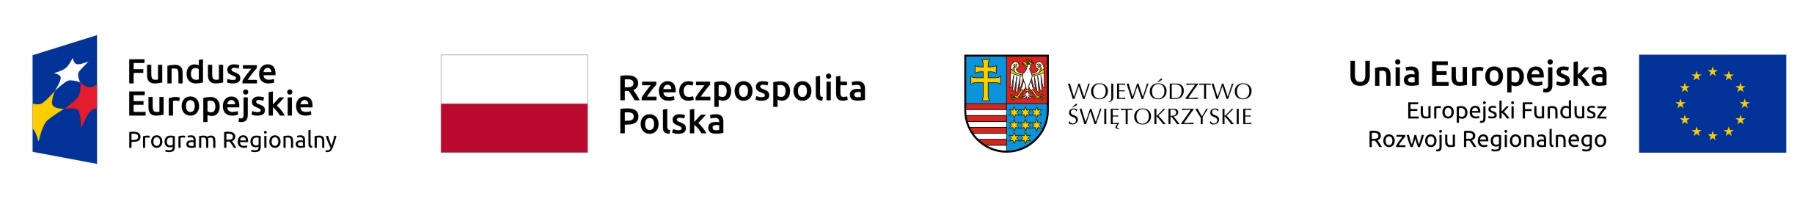 Fundusze
Europejskie
Program Regionalny
Rzeczpospolita
Polska
WOJEWÓDZTWO
ŚWIĘTOKRZYSKIE
Unia Europejska
Europejski Fundusz
Rozwoju Regionalnego